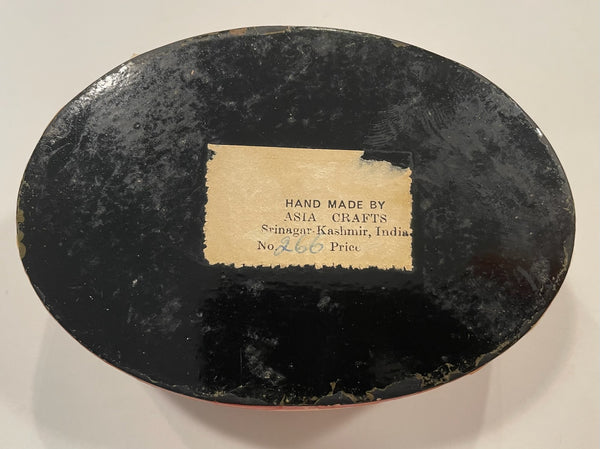 HAND MADE BY
ASIA CRAFTS
Srinagar-Kashmir, India.
No. 266 Price